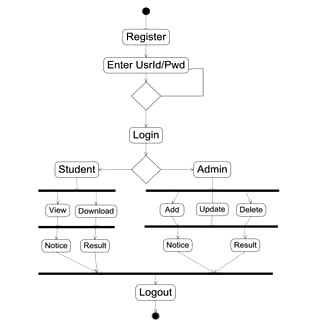 Register
Enter UsrId/Pwd
Login
Student
Admin
View
Download
Add
Update
Delete
Notice
Result
Notice
Result
Logout